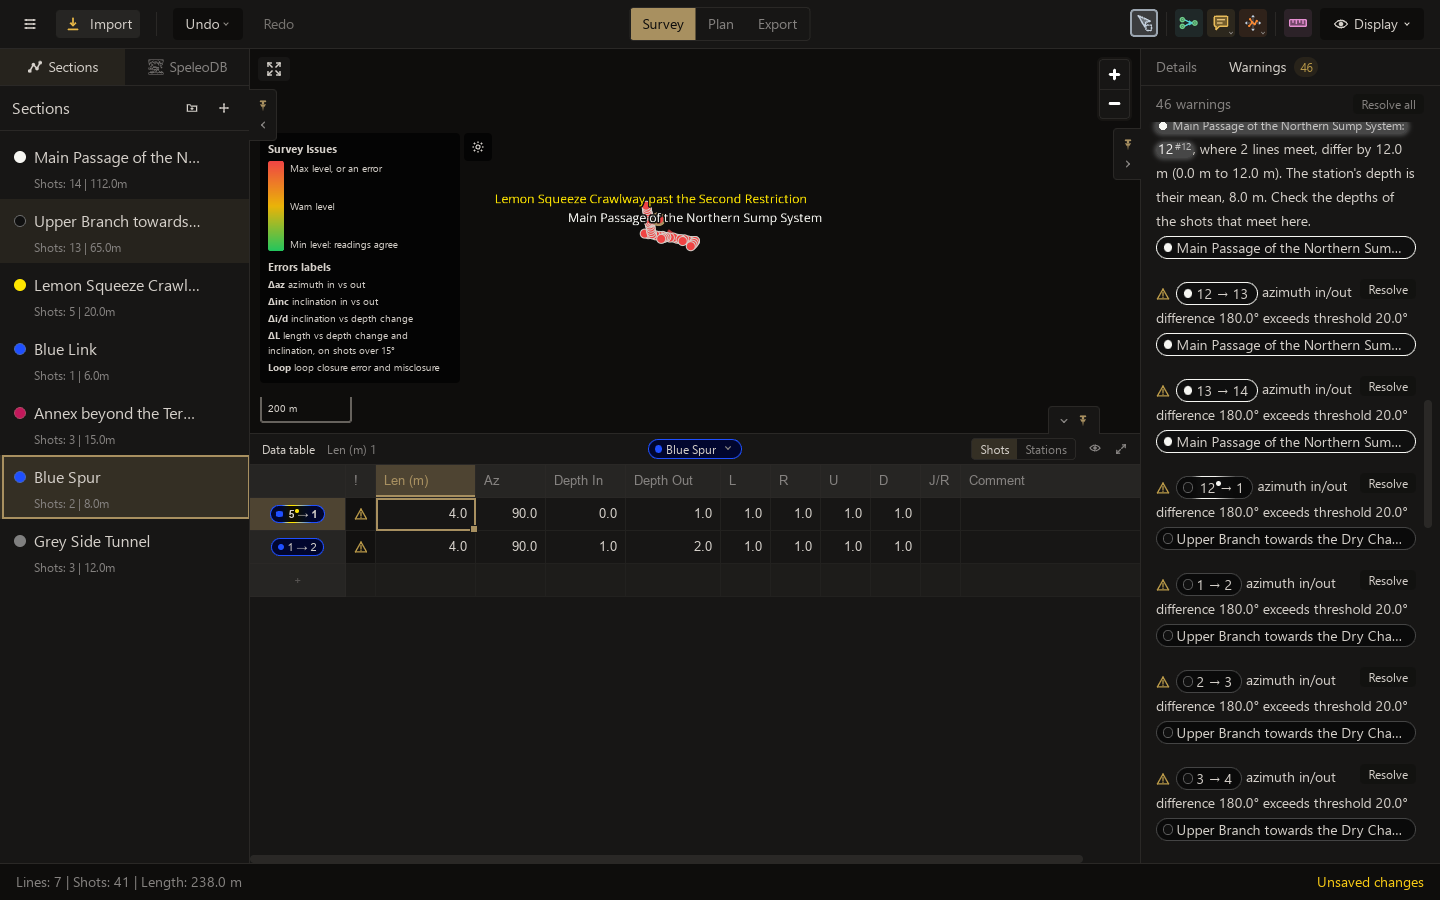 Import
Undo
Redo
Survey
Plan
Export
Display
Sections
SpeleoDB
Details
Warnings 46
Sections
46 warnings
Resolve all
Main Passage of the N...
Shots: 14 | 112.0m
Upper Branch towards...
Shots: 13 | 65.0m
Lemon Squeeze Crawl...
Shots: 5 | 20.0m
Blue Link
Shots: 1 | 6.0m
Annex beyond the Ter...
Shots: 3 | 15.0m
Blue Spur
Shots: 2 | 8.0m
Grey Side Tunnel
Shots: 3 | 12.0m
Survey Issues
Max level, or an error
Warn level
Min level: readings agree
Errors labels
Δaz azimuth in vs out
Δinc inclination in vs out
Δi/d inclination vs depth change
ΔL length vs depth change and
inclination, on shots over 15°
Loop loop closure error and misclosure
200 m
Lemon Squeeze Crawlway past the Second Restriction
Main Passage of the Northern Sump System
Data table
Len (m) 1
Blue Spur
Shots
Stations
! Len (m) Az Depth In Depth Out L R U D J/R Comment
5 → 1 4.0 90.0 0.0 1.0 1.0 1.0 1.0 1.0
1 → 2 4.0 90.0 1.0 2.0 1.0 1.0 1.0 1.0
+
Main Passage of the Northern Sump System:
12 #12, where 2 lines meet, differ by 12.0
m (0.0 m to 12.0 m). The station's depth is
their mean, 8.0 m. Check the depths of
the shots that meet here.
Main Passage of the Northern Sum...
12 → 13 azimuth in/out Resolve
difference 180.0° exceeds threshold 20.0°
Main Passage of the Northern Sum...
13 → 14 azimuth in/out Resolve
difference 180.0° exceeds threshold 20.0°
Main Passage of the Northern Sum...
12 → 1 azimuth in/out Resolve
difference 180.0° exceeds threshold 20.0°
Upper Branch towards the Dry Cha...
1 → 2 azimuth in/out Resolve
difference 180.0° exceeds threshold 20.0°
Upper Branch towards the Dry Cha...
2 → 3 azimuth in/out Resolve
difference 180.0° exceeds threshold 20.0°
Upper Branch towards the Dry Cha...
3 → 4 azimuth in/out Resolve
difference 180.0° exceeds threshold 20.0°
Upper Branch towards the Dry Cha...
Lines: 7 | Shots: 41 | Length: 238.0 m
Unsaved changes